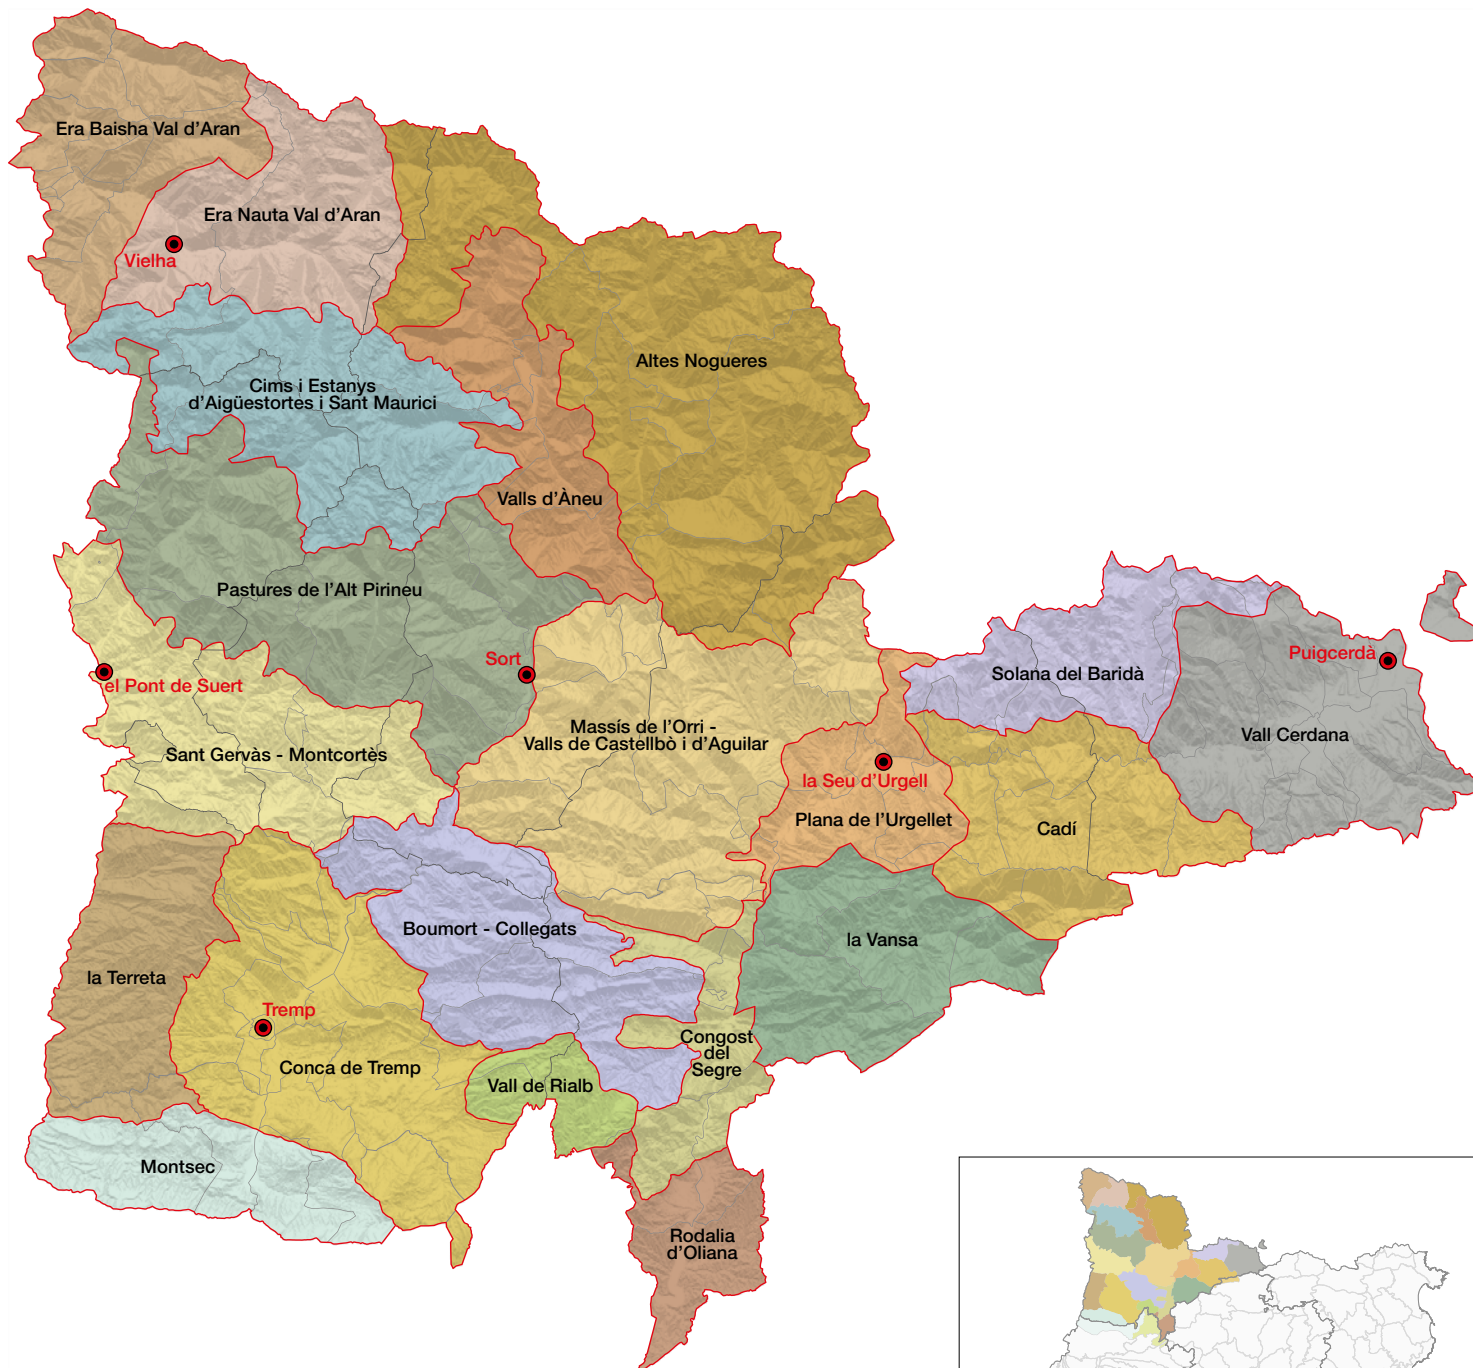 Era Baisha Val d'Aran
Era Nauta Val d'Aran
Vielha
Altes Nogueres
Cims i Estanys
d'Aigüestortes i Sant Maurici
Valls d'Àneu
Pastures de l'Alt Pirineu
Sort
el Pont de Suert
Puigcerdà
Solana del Baridà
Massís de l'Orri -
Valls de Castellbò i d'Aguilar
Vall Cerdana
Sant Gervàs - Montcortès
la Seu d'Urgell
Plana de l'Urgellet
Cadí
Boumort - Collegats
la Vansa
la Terreta
Tremp
Congost
del
Segre
Conca de Tremp
Vall de Rialb
Montsec
Rodalia
d'Oliana